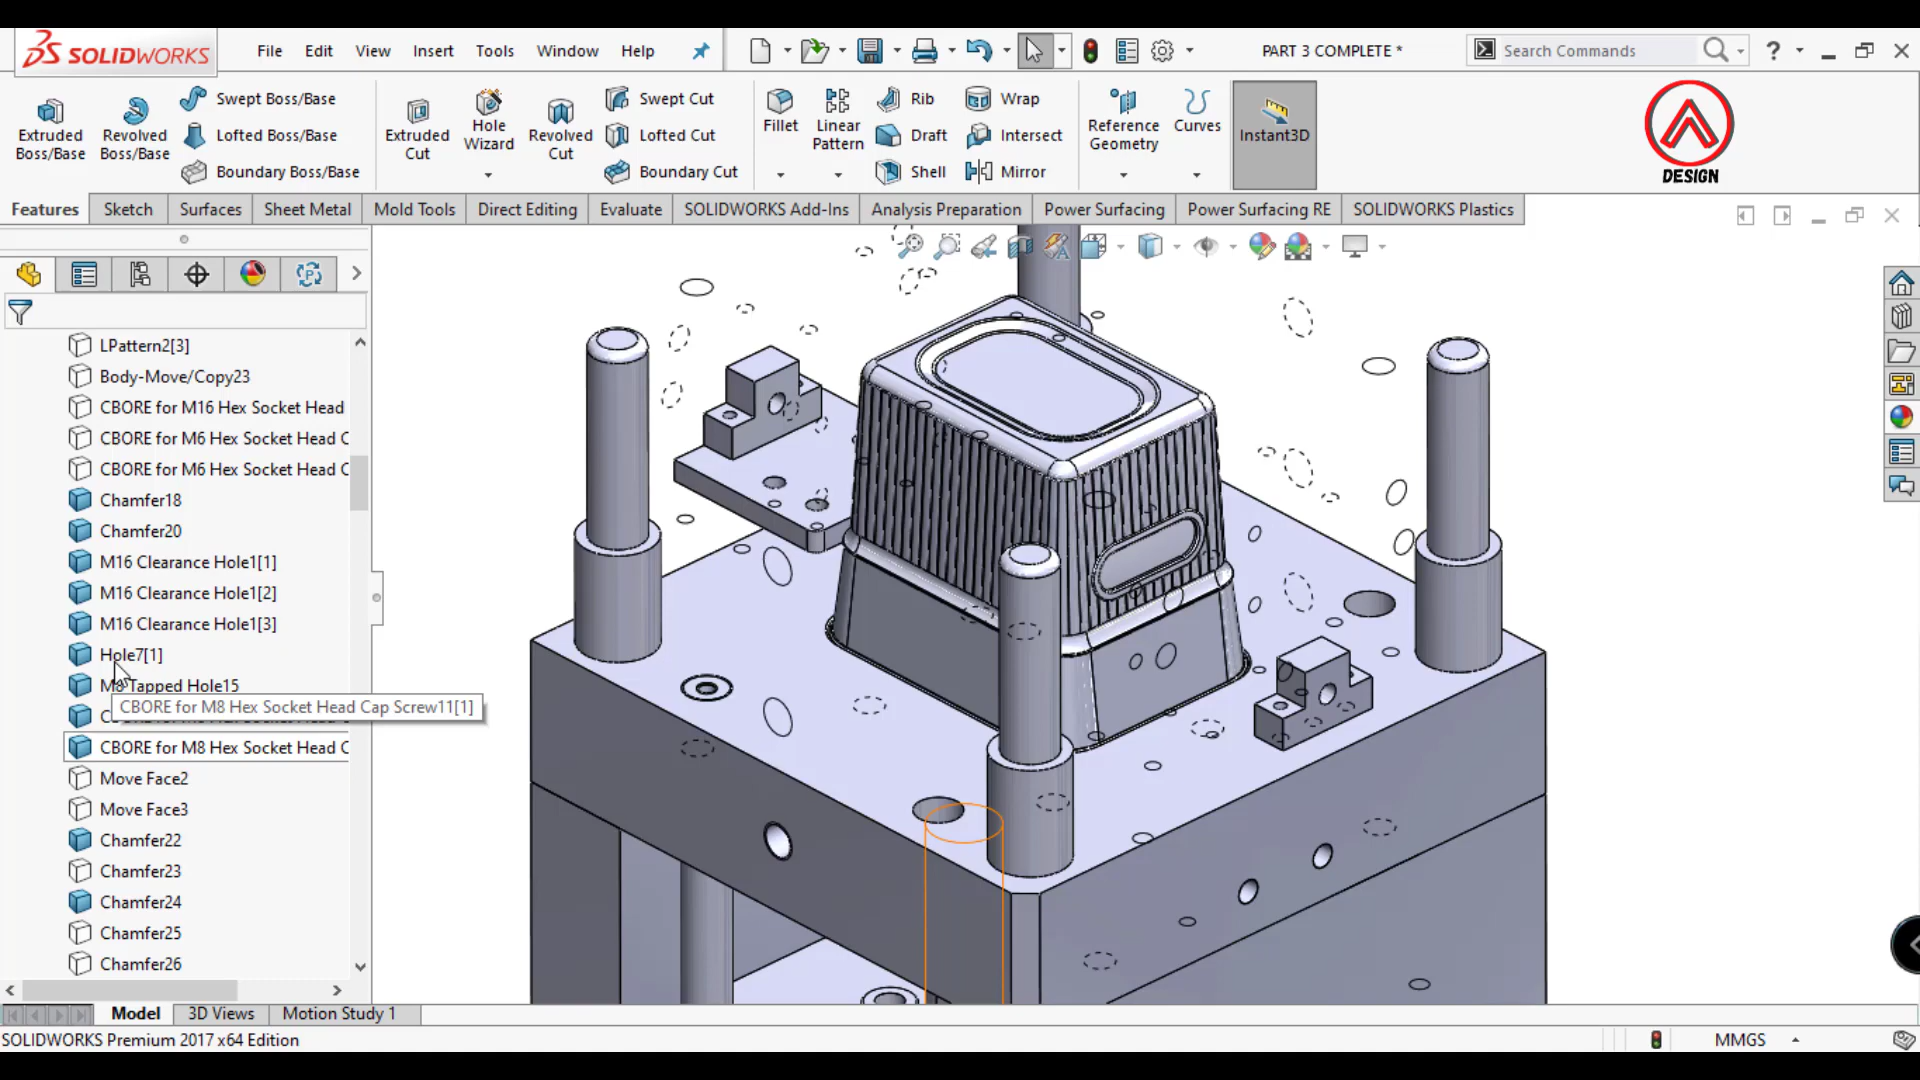 SOLIDWORKS
File Edit View Insert Tools Window Help
PART 3 COMPLETE *
Search Commands
Extruded Boss/Base
Revolved Boss/Base
Swept Boss/Base
Lofted Boss/Base
Boundary Boss/Base
Extruded Cut
Hole Wizard
Revolved Cut
Swept Cut
Lofted Cut
Boundary Cut
Fillet
Linear Pattern
Rib
Draft
Shell
Wrap
Intersect
Mirror
Reference Geometry
Curves
Instant3D
DESIGN
Features Sketch Surfaces Sheet Metal Mold Tools Direct Editing Evaluate SOLIDWORKS Add-Ins Analysis Preparation Power Surfacing Power Surfacing RE SOLIDWORKS Plastics
LPattern2[3]
Body-Move/Copy23
CBORE for M16 Hex Socket Head
CBORE for M6 Hex Socket Head C
CBORE for M6 Hex Socket Head C
Chamfer18
Chamfer20
M16 Clearance Hole1[1]
M16 Clearance Hole1[2]
M16 Clearance Hole1[3]
Hole7[1]
M8 Tapped Hole15
CBORE for M8 Hex Socket Head Cap Screw11[1]
CBORE for M8 Hex Socket Head C
Move Face2
Move Face3
Chamfer22
Chamfer23
Chamfer24
Chamfer25
Chamfer26
Model 3D Views Motion Study 1
SOLIDWORKS Premium 2017 x64 Edition
MMGS